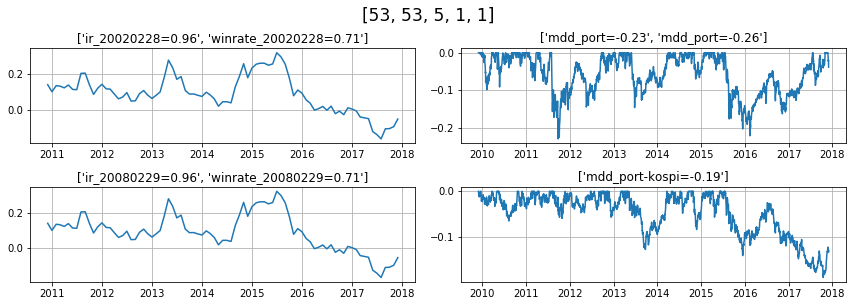 [53, 53, 5, 1, 1]
['ir_20020228=0.96', 'winrate_20020228=0.71']
0.2
0.0
2011 2012 2013 2014 2015 2016 2017 2018
['mdd_port=-0.23', 'mdd_port=-0.26']
0.0
−0.1
−0.2
2010 2011 2012 2013 2014 2015 2016 2017 2018
['ir_20080229=0.96', 'winrate_20080229=0.71']
0.2
0.0
2011 2012 2013 2014 2015 2016 2017 2018
['mdd_port-kospi=-0.19']
0.0
−0.1
2010 2011 2012 2013 2014 2015 2016 2017 2018